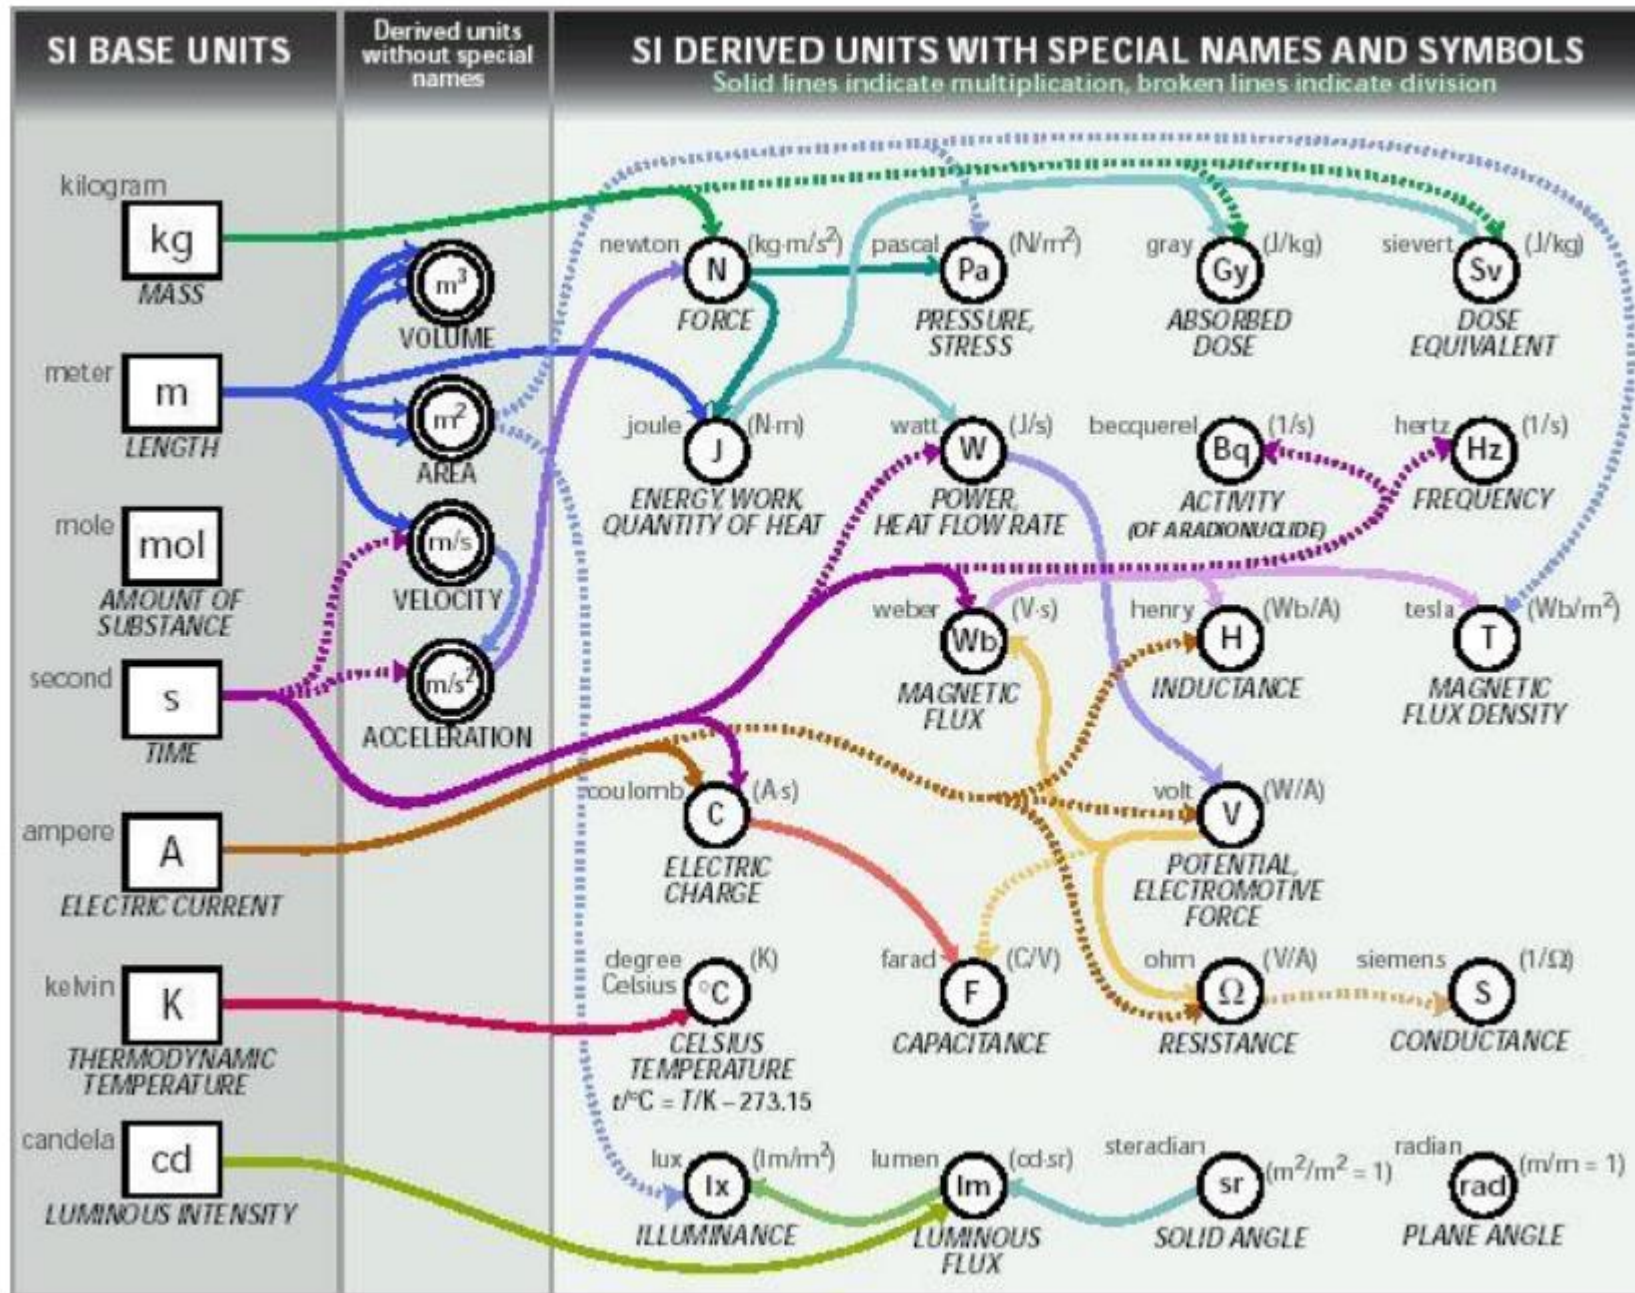 SI BASE UNITS
Derived units
without special
names
SI DERIVED UNITS WITH SPECIAL NAMES AND SYMBOLS
Solid lines indicate multiplication, broken lines indicate division
kilogram
kg
MASS
meter
m
LENGTH
mole
mol
AMOUNT OF
SUBSTANCE
second
s
TIME
ampere
A
ELECTRIC CURRENT
kelvin
K
THERMODYNAMIC
TEMPERATURE
candela
cd
LUMINOUS INTENSITY
m³
VOLUME
m²
AREA
m/s
VELOCITY
m/s²
ACCELERATION
newton
N
(kg·m/s²)
FORCE
pascal
Pa
(N/m²)
PRESSURE,
STRESS
gray
Gy
(J/kg)
ABSORBED
DOSE
sievert
Sv
(J/kg)
DOSE
EQUIVALENT
joule
J
(N·m)
ENERGY, WORK,
QUANTITY OF HEAT
watt
W
(J/s)
POWER,
HEAT FLOW RATE
becquerel
Bq
(1/s)
ACTIVITY
(OF ARADIONUCLIDE)
hertz
Hz
(1/s)
FREQUENCY
weber
Wb
(V·s)
MAGNETIC
FLUX
henry
H
(Wb/A)
INDUCTANCE
tesla
T
(Wb/m²)
MAGNETIC
FLUX DENSITY
coulomb
C
(A·s)
ELECTRIC
CHARGE
volt
V
(W/A)
POTENTIAL,
ELECTROMOTIVE
FORCE
degree
Celsius
°C
(K)
CELSIUS
TEMPERATURE
t/°C = T/K – 273.15
farad
F
(C/V)
CAPACITANCE
ohm
Ω
(V/A)
RESISTANCE
siemens
S
(1/Ω)
CONDUCTANCE
lux
lx
(lm/m²)
ILLUMINANCE
lumen
lm
(cd·sr)
LUMINOUS
FLUX
steradian
sr
(m²/m² = 1)
SOLID ANGLE
radian
rad
(m/m = 1)
PLANE ANGLE